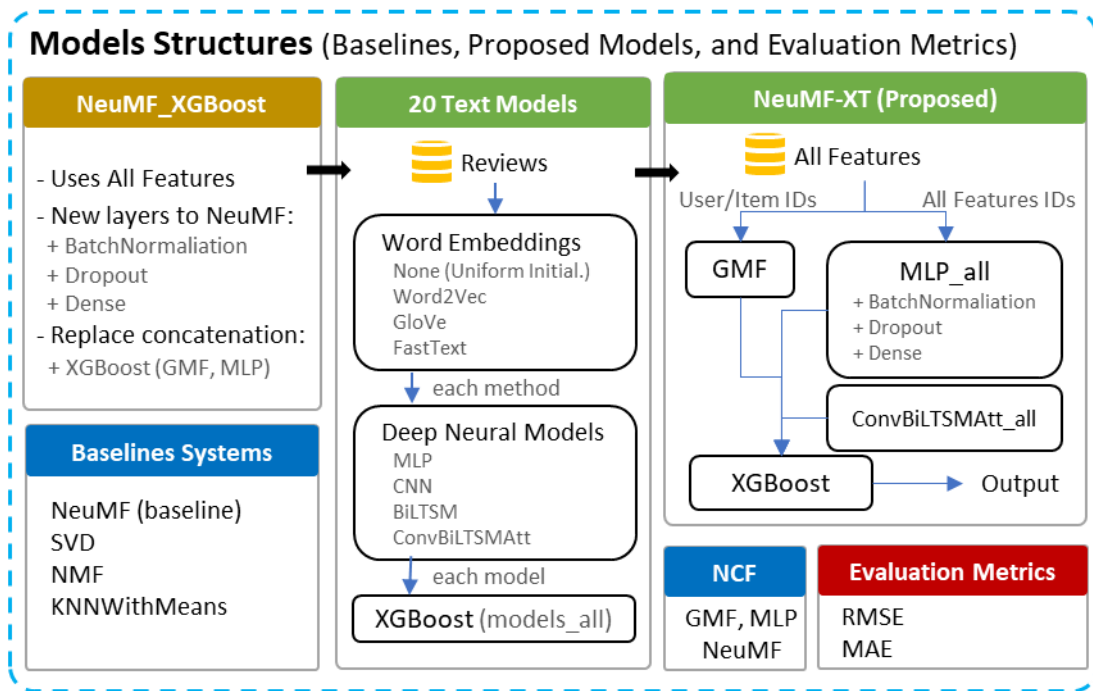 Models Structures (Baselines, Proposed Models, and Evaluation Metrics)
NeuMF_XGBoost
- Uses All Features
- New layers to NeuMF:
+ BatchNormaliation
+ Dropout
+ Dense
- Replace concatenation:
+ XGBoost (GMF, MLP)
Baselines Systems
NeuMF (baseline)
SVD
NMF
KNNWithMeans
20 Text Models
Reviews
Word Embeddings
None (Uniform Initial.)
Word2Vec
GloVe
FastText
each method
Deep Neural Models
MLP
CNN
BiLTSM
ConvBiLTSMAtt
each model
XGBoost (models_all)
NeuMF-XT (Proposed)
All Features
User/Item IDs
All Features IDs
GMF
MLP_all
+ BatchNormaliation
+ Dropout
+ Dense
ConvBiLTSMAtt_all
XGBoost
Output
NCF
GMF, MLP
NeuMF
Evaluation Metrics
RMSE
MAE